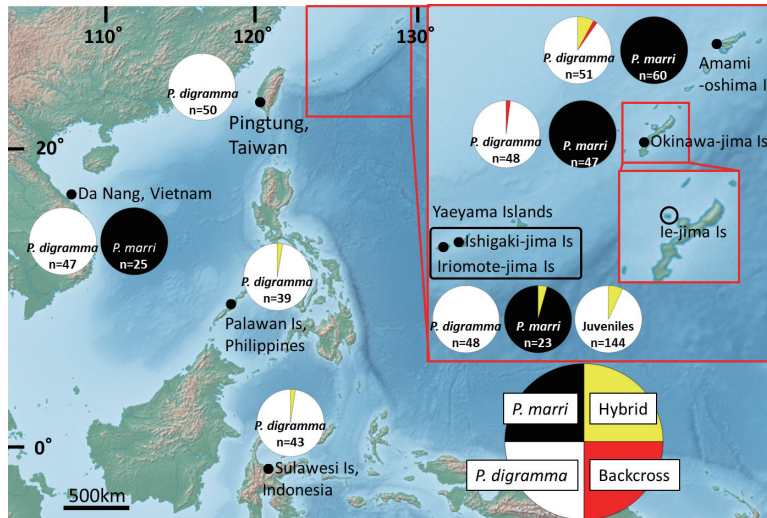 110°
120°
130°
20°
0°
P. digramma
n=50
Pingtung,
Taiwan
Da Nang, Vietnam
P. digramma
n=47
P. marri
n=25
P. digramma
n=39
Palawan Is,
Philippines
P. digramma
n=43
Sulawesi Is,
Indonesia
500km
P. digramma
n=51
P. marri
n=60
Amami
-oshima I
P. digramma
n=48
P. marri
n=47
Okinawa-jima Is
Ie-jima Is
Yaeyama Islands
Ishigaki-jima Is
Iriomote-jima Is
P. digramma
n=48
P. marri
n=23
Juveniles
n=144
P. marri
Hybrid
P. digramma
Backcross